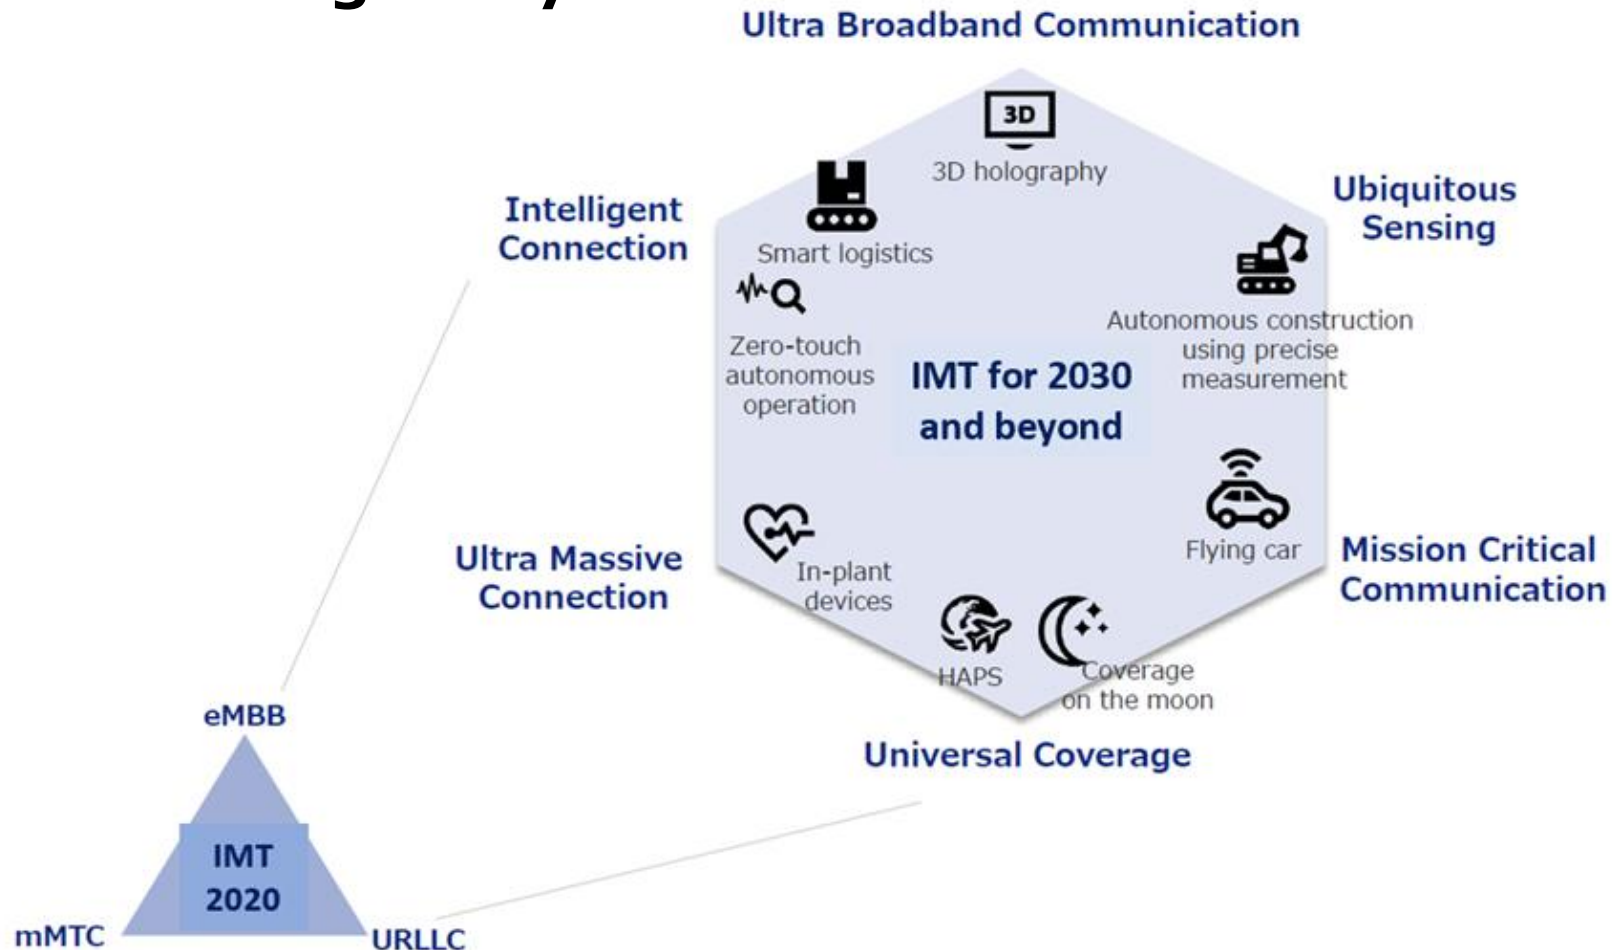 Ultra Broadband Communication
3D
3D holography
Intelligent
Connection
Ubiquitous
Sensing
Smart logistics
Zero-touch
autonomous
operation
Autonomous construction
using precise
measurement
IMT for 2030
and beyond
Ultra Massive
Connection
In-plant
devices
Flying car
Mission Critical
Communication
HAPS
Coverage
on the moon
Universal Coverage
eMBB
IMT
2020
mMTC
URLLC